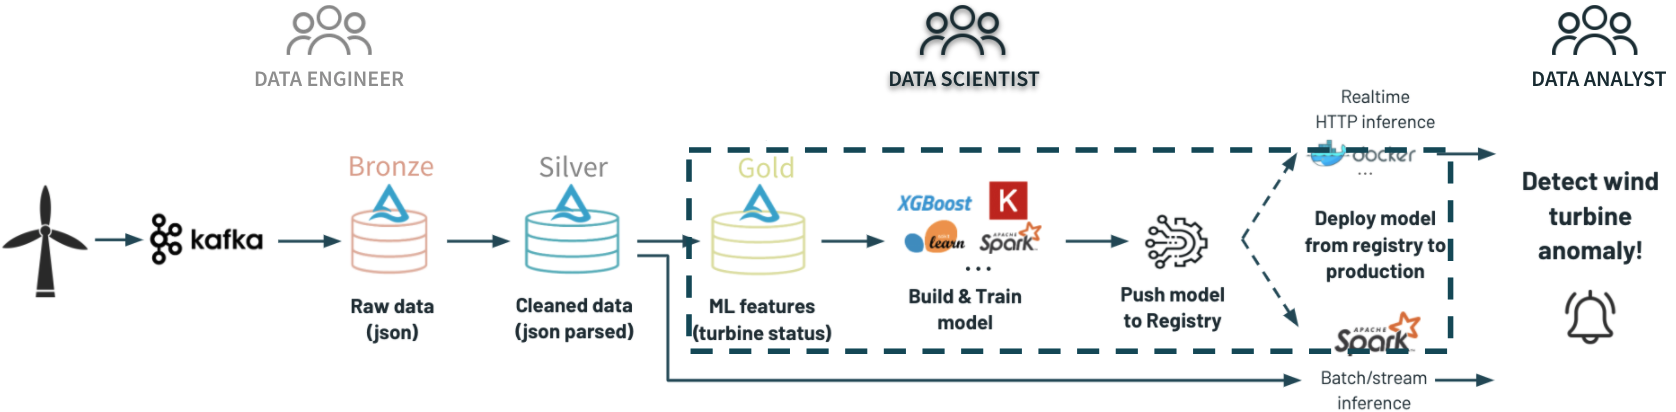 DATA ENGINEER
DATA SCIENTIST
DATA ANALYST
Realtime
HTTP inference
docker
...
Bronze
Silver
Gold
kafka
XGBoost
K
learn
APACHE
Spark
...
Raw data
(json)
Cleaned data
(json parsed)
ML features
(turbine status)
Build & Train
model
Push model
to Registry
Deploy model
from registry to
production
APACHE
Spark
Batch/stream
inference
Detect wind
turbine
anomaly!